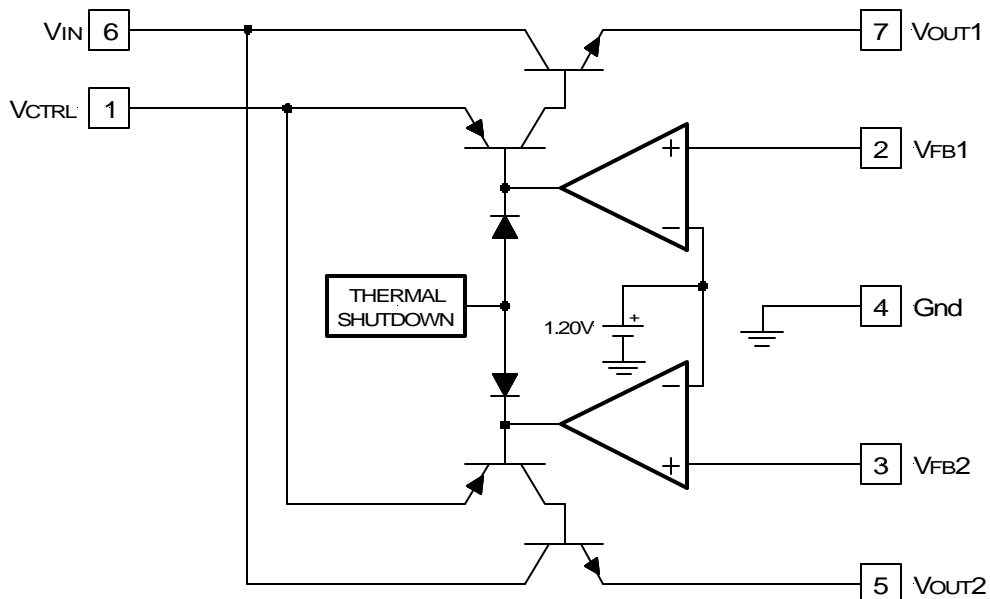 VIN 6
7 VOUT1
VCTRL 1
+ 2 VFB1
−
THERMAL
SHUTDOWN
1.20V +
4 Gnd
−
+ 3 VFB2
5 VOUT2